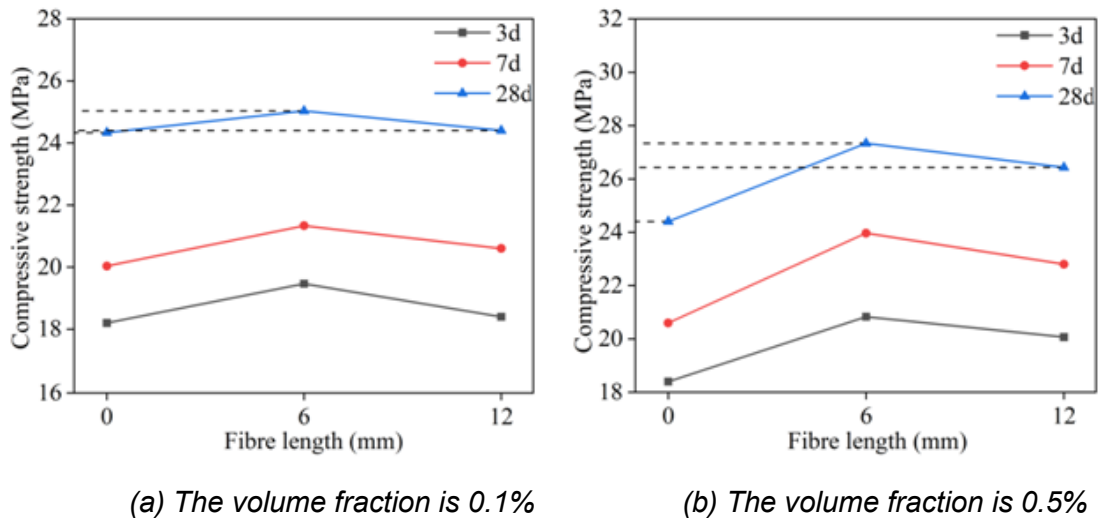 28
26
24
22
20
18
16
Compressive strength (MPa)
3d
7d
28d
0
6
12
Fibre length (mm)
(a) The volume fraction is 0.1%
32
30
28
26
24
22
20
18
Compressive strength (MPa)
3d
7d
28d
0
6
12
Fibre length (mm)
(b) The volume fraction is 0.5%